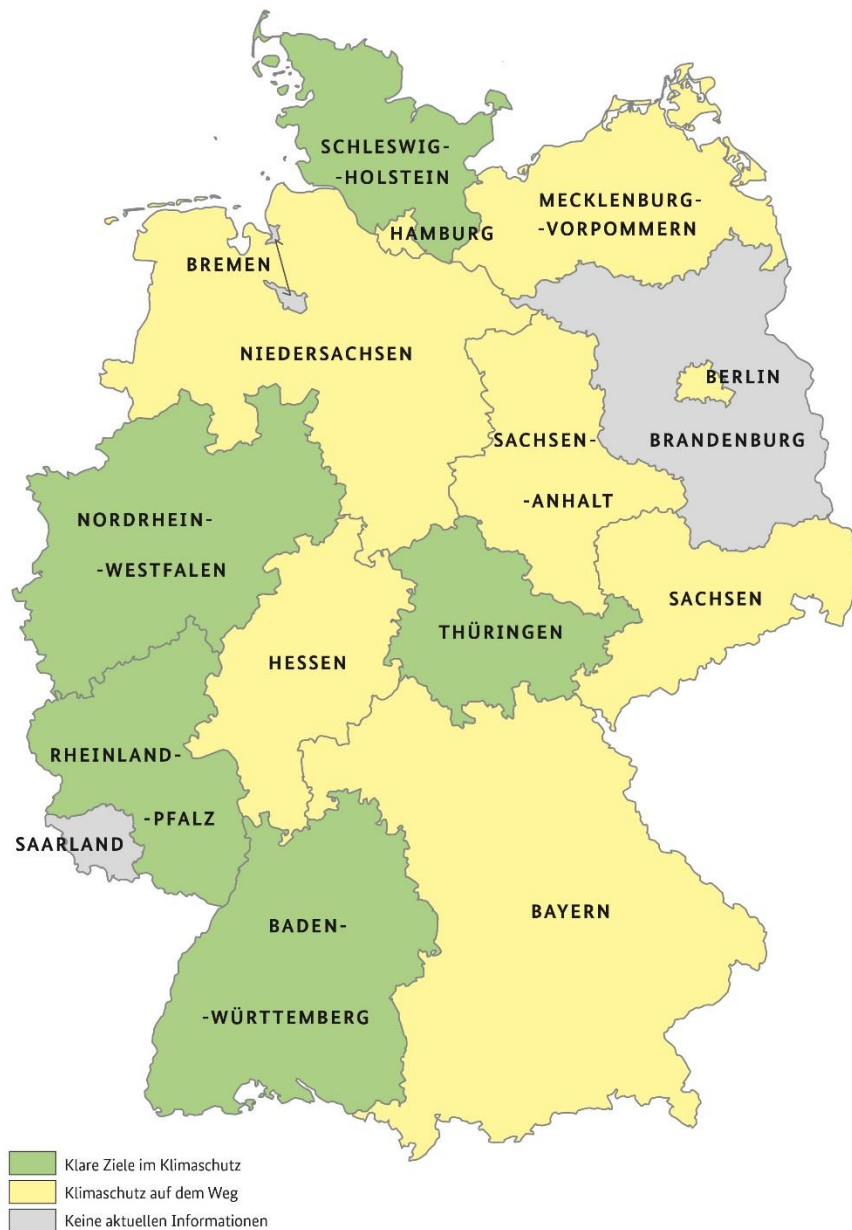 SCHLESWIG-
-HOLSTEIN
MECKLENBURG-
-VORPOMMERN
HAMBURG
BREMEN
NIEDERSACHSEN
BERLIN
BRANDENBURG
SACHSEN-
-ANHALT
NORDRHEIN-
-WESTFALEN
SACHSEN
THÜRINGEN
HESSEN
RHEINLAND-
-PFALZ
SAARLAND
BAYERN
BADEN-
-WÜRTTEMBERG
Klare Ziele im Klimaschutz
Klimaschutz auf dem Weg
Keine aktuellen Informationen